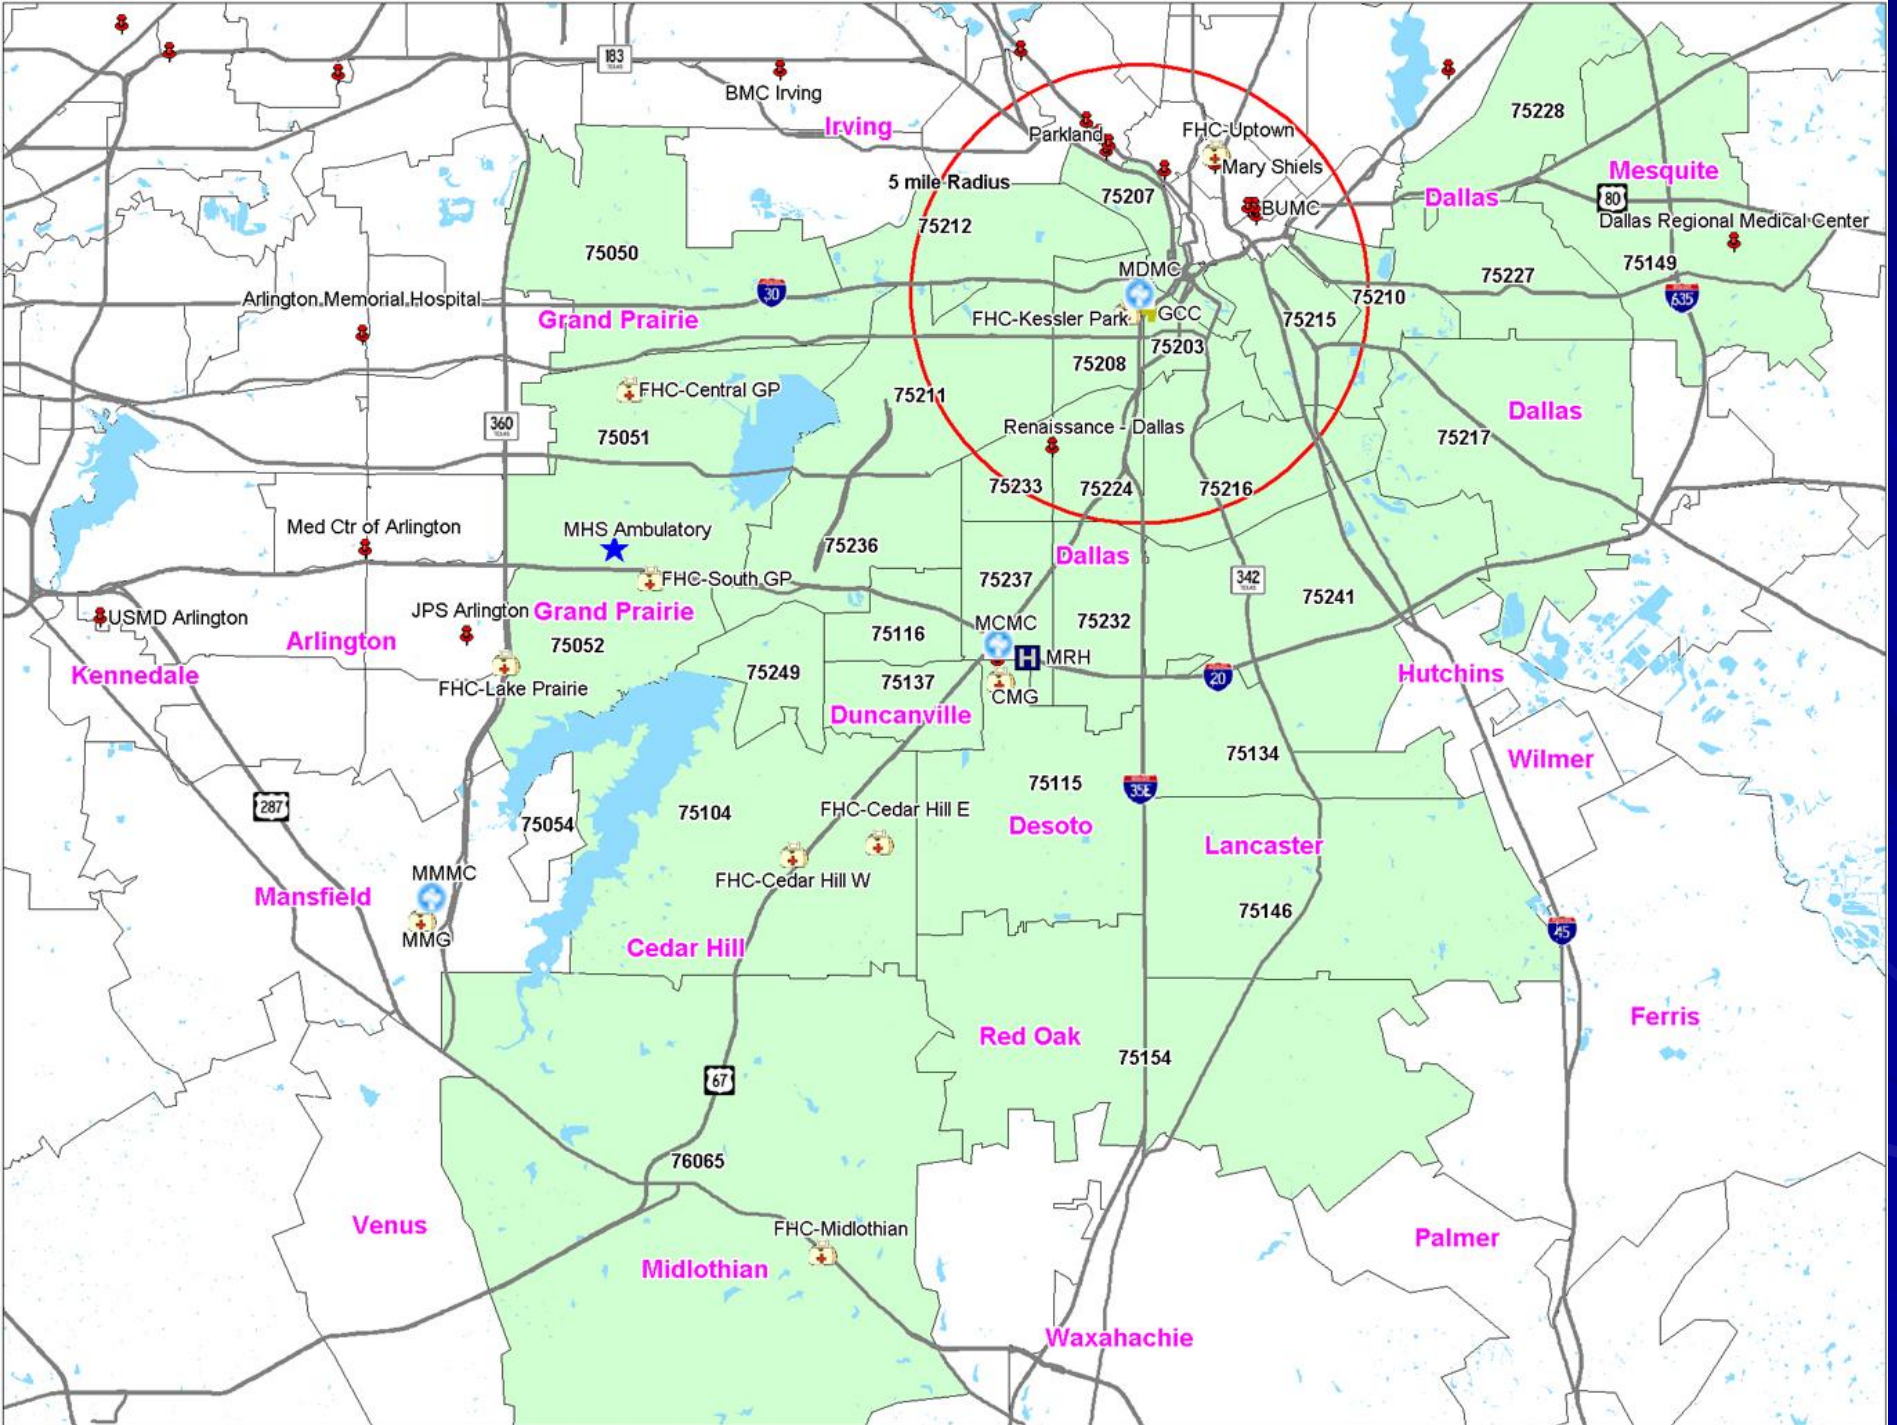 183
TEXAS
BMC Irving
Irving
Parkland
FHC-Uptown
Mary Shiels
75228
Mesquite
5 mile Radius
75207
Dallas
80
BUMC
75212
Dallas Regional Medical Center
75050
MDMC
75227
75149
30
Arlington Memorial Hospital
75210
635
Grand Prairie
FHC-Kessler Park
GCC
75215
75203
75208
FHC-Central GP
75211
360
TEXAS
75051
Renaissance - Dallas
Dallas
75217
75233
75224
75216
Med Ctr of Arlington
MHS Ambulatory
75236
Dallas
FHC-South GP
75237
342
TEXAS
75241
USMD Arlington
JPS Arlington
Grand Prairie
Arlington
75052
75116
MCMC
75232
H
MRH
Kennedale
FHC-Lake Prairie
75249
75137
CMG
20
Hutchins
Duncanville
75134
Wilmer
287
75104
75115
35E
FHC-Cedar Hill E
75054
Desoto
Lancaster
MMMC
FHC-Cedar Hill W
Mansfield
75146
MMG
45
Cedar Hill
Red Oak
Ferris
75154
67
76065
Venus
FHC-Midlothian
Palmer
Midlothian
Waxahachie